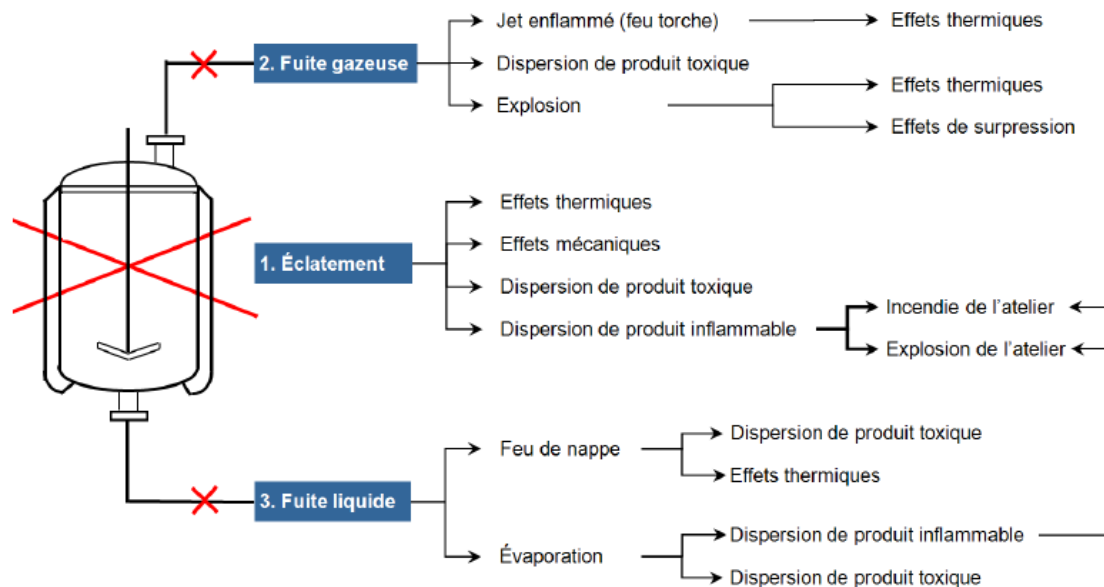 Jet enflammé (feu torche)
Effets thermiques
2. Fuite gazeuse
Dispersion de produit toxique
Effets thermiques
Explosion
Effets de surpression
Effets thermiques
Effets mécaniques
1. Éclatement
Dispersion de produit toxique
Dispersion de produit inflammable
Incendie de l'atelier
Explosion de l'atelier
Feu de nappe
Dispersion de produit toxique
Effets thermiques
3. Fuite liquide
Évaporation
Dispersion de produit inflammable
Dispersion de produit toxique